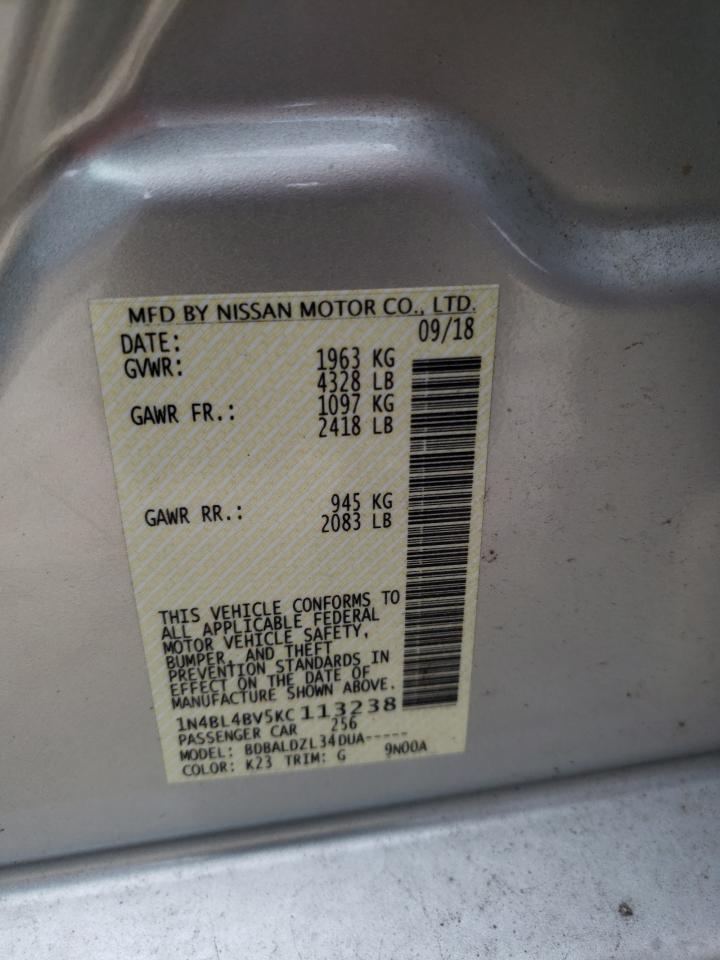 MFD BY NISSAN MOTOR CO., LTD.
DATE: 09/18
GVWR: 1963 KG
4328 LB
GAWR FR.: 1097 KG
2418 LB
GAWR RR.: 945 KG
2083 LB
THIS VEHICLE CONFORMS TO
ALL APPLICABLE FEDERAL
MOTOR VEHICLE SAFETY,
BUMPER, AND THEFT
PREVENTION STANDARDS IN
EFFECT ON THE DATE OF
MANUFACTURE SHOWN ABOVE.
1N4BL4BV5KC113238
PASSENGER CAR 256
MODEL: BDBALDZL34DUA-----
COLOR: K23 TRIM: G 9N00A